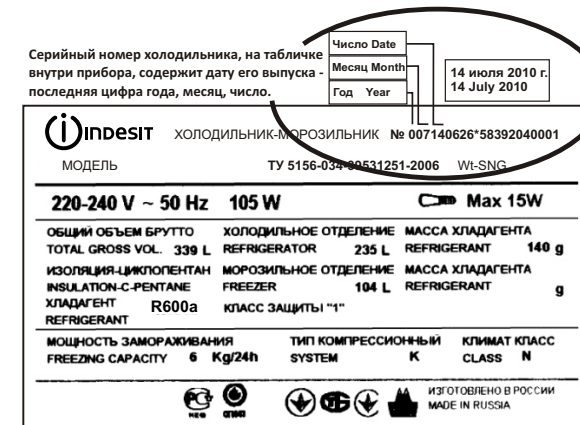 Серийный номер холодильника, на табличке
внутри прибора, содержит дату его выпуска -
последняя цифра года, месяц, число.
Число Date
Месяц Month
Год Year
14 июля 2010 г.
14 July 2010
INDESIT ХОЛОДИЛЬНИК-МОРОЗИЛЬНИК № 007140626*58392040001
МОДЕЛЬ ТУ 5156-034-39531251-2006 Wt-SNG
220-240 V ~ 50 Hz 105 W Max 15W
ОБЩИЙ ОБЪЕМ БРУТТО ХОЛОДИЛЬНОЕ ОТДЕЛЕНИЕ МАССА ХЛАДАГЕНТА
TOTAL GROSS VOL. 339 L REFRIGERATOR 235 L REFRIGERANT 140 g
ИЗОЛЯЦИЯ-ЦИКЛОПЕНТАН МОРОЗИЛЬНОЕ ОТДЕЛЕНИЕ МАССА ХЛАДАГЕНТА
INSULATION-C-PENTANE FREEZER 104 L REFRIGERANT g
ХЛАДАГЕНТ R600a КЛАСС ЗАЩИТЫ "1"
REFRIGERANT
МОЩНОСТЬ ЗАМОРАЖИВАНИЯ ТИП КОМПРЕССИОННЫЙ КЛИМАТ КЛАСС
FREEZING CAPACITY 6 Kg/24h SYSTEM K CLASS N
ИЗГОТОВЛЕНО В РОССИИ
MADE IN RUSSIA